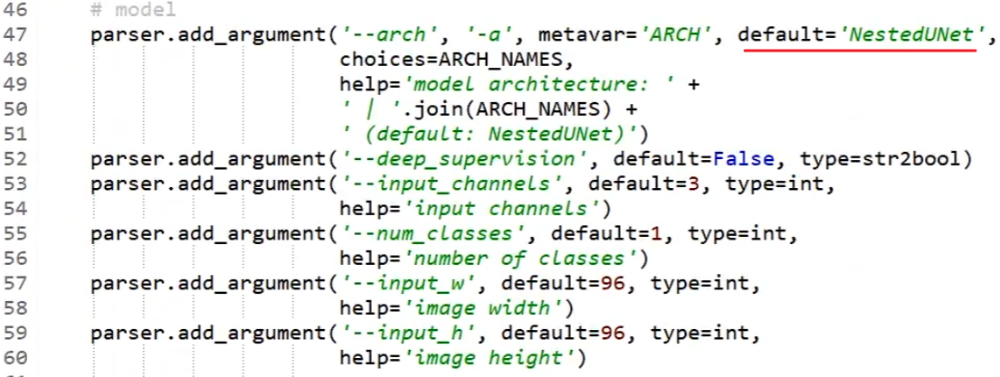 46 # model
47 parser.add_argument('--arch', '-a', metavar='ARCH', default='NestedUNet',
48 choices=ARCH_NAMES,
49 help='model architecture: ' +
50 ' | '.join(ARCH_NAMES) +
51 ' (default: NestedUNet)')
52 parser.add_argument('--deep_supervision', default=False, type=str2bool)
53 parser.add_argument('--input_channels', default=3, type=int,
54 help='input channels')
55 parser.add_argument('--num_classes', default=1, type=int,
56 help='number of classes')
57 parser.add_argument('--input_w', default=96, type=int,
58 help='image width')
59 parser.add_argument('--input_h', default=96, type=int,
60 help='image height')